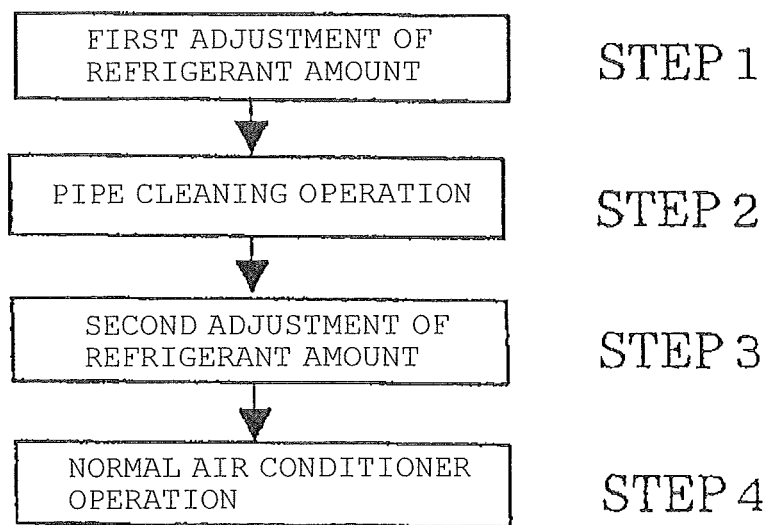 FIRST ADJUSTMENT OF
REFRIGERANT AMOUNT
STEP 1
PIPE CLEANING OPERATION
STEP 2
SECOND ADJUSTMENT OF
REFRIGERANT AMOUNT
STEP 3
NORMAL AIR CONDITIONER
OPERATION
STEP 4